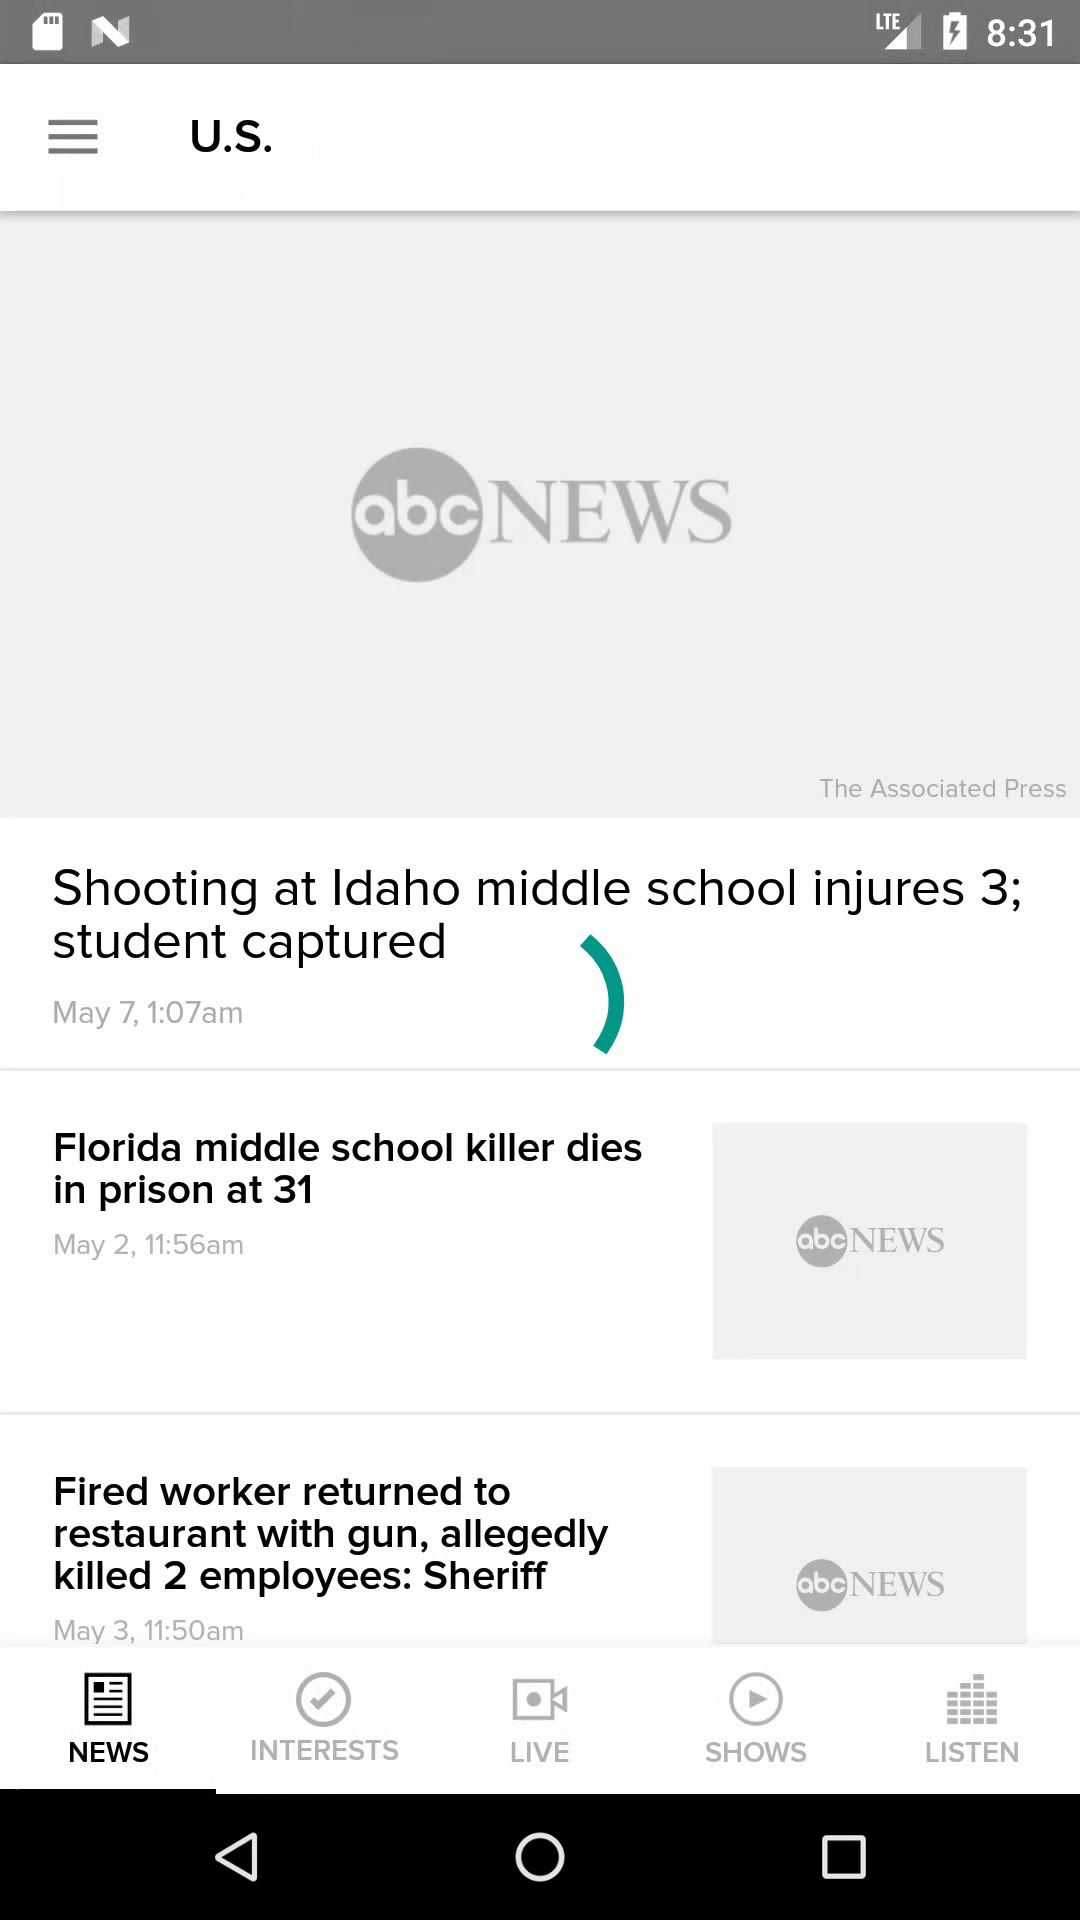 LTE 8:31
U.S.
abc NEWS
The Associated Press
Shooting at Idaho middle school injures 3;
student captured
May 7, 1:07am
Florida middle school killer dies
in prison at 31
May 2, 11:56am
abc NEWS
Fired worker returned to
restaurant with gun, allegedly
killed 2 employees: Sheriff
May 3, 11:50am
abc NEWS
NEWS
INTERESTS
LIVE
SHOWS
LISTEN